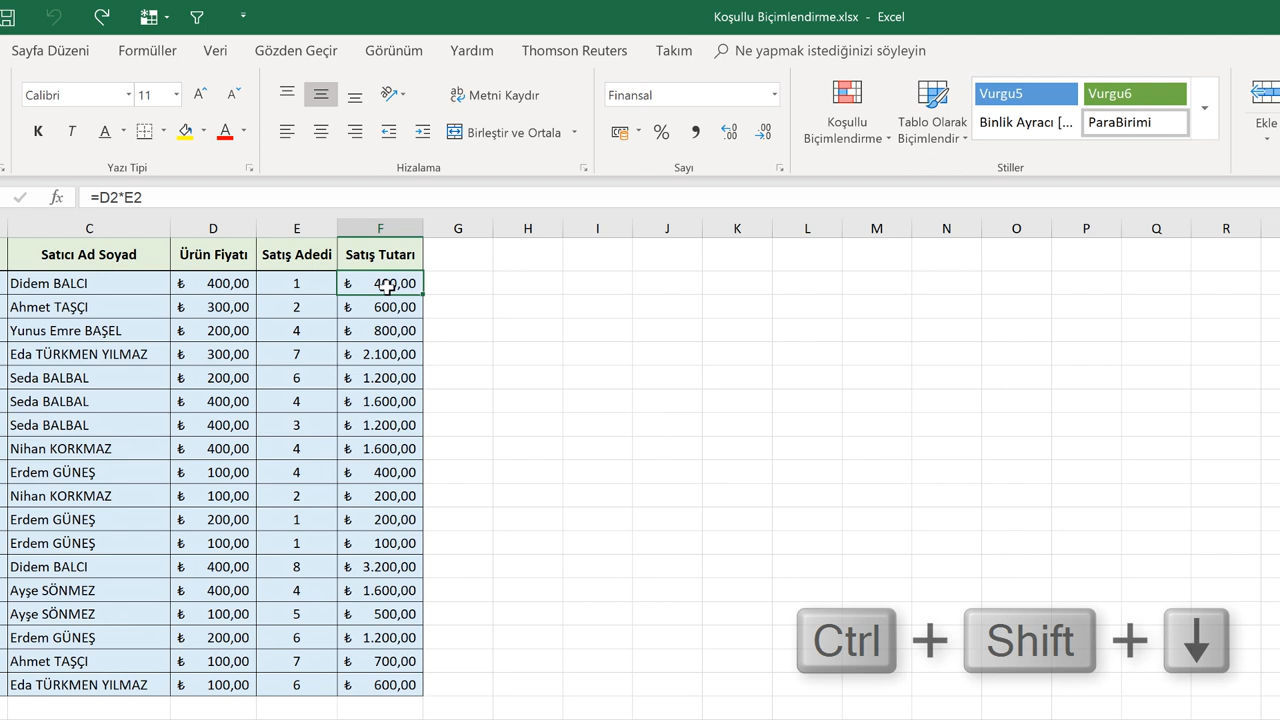 Koşullu Biçimlendirme.xlsx - Excel
Sayfa Düzeni Formüller Veri Gözden Geçir Görünüm Yardım Thomson Reuters Takım Ne yapmak istediğinizi söyleyin
Calibri 11 A A
Metni Kaydır
Finansal
Koşullu Biçimlendirme
Tablo Olarak Biçimlendir
Vurgu5 Vurgu6
Binlik Ayracı [... ParaBirimi
Ekle
K T A A
Birleştir ve Ortala
%
Yazı Tipi Hizalama Sayı Stiller
fx =D2*E2
C D E F G H I J K L M N O P Q R
Satıcı Ad Soyad Ürün Fiyatı Satış Adedi Satış Tutarı
Didem BALCI ₺ 400,00 1 ₺ 400,00
Ahmet TAŞÇI ₺ 300,00 2 ₺ 600,00
Yunus Emre BAŞEL ₺ 200,00 4 ₺ 800,00
Eda TÜRKMEN YILMAZ ₺ 300,00 7 ₺ 2.100,00
Seda BALBAL ₺ 200,00 6 ₺ 1.200,00
Seda BALBAL ₺ 400,00 4 ₺ 1.600,00
Seda BALBAL ₺ 400,00 3 ₺ 1.200,00
Nihan KORKMAZ ₺ 400,00 4 ₺ 1.600,00
Erdem GÜNEŞ ₺ 100,00 4 ₺ 400,00
Nihan KORKMAZ ₺ 100,00 2 ₺ 200,00
Erdem GÜNEŞ ₺ 200,00 1 ₺ 200,00
Erdem GÜNEŞ ₺ 100,00 1 ₺ 100,00
Didem BALCI ₺ 400,00 8 ₺ 3.200,00
Ayşe SÖNMEZ ₺ 400,00 4 ₺ 1.600,00
Ayşe SÖNMEZ ₺ 100,00 5 ₺ 500,00
Erdem GÜNEŞ ₺ 200,00 6 ₺ 1.200,00
Ahmet TAŞÇI ₺ 100,00 7 ₺ 700,00
Eda TÜRKMEN YILMAZ ₺ 100,00 6 ₺ 600,00
Ctrl + Shift + ↓